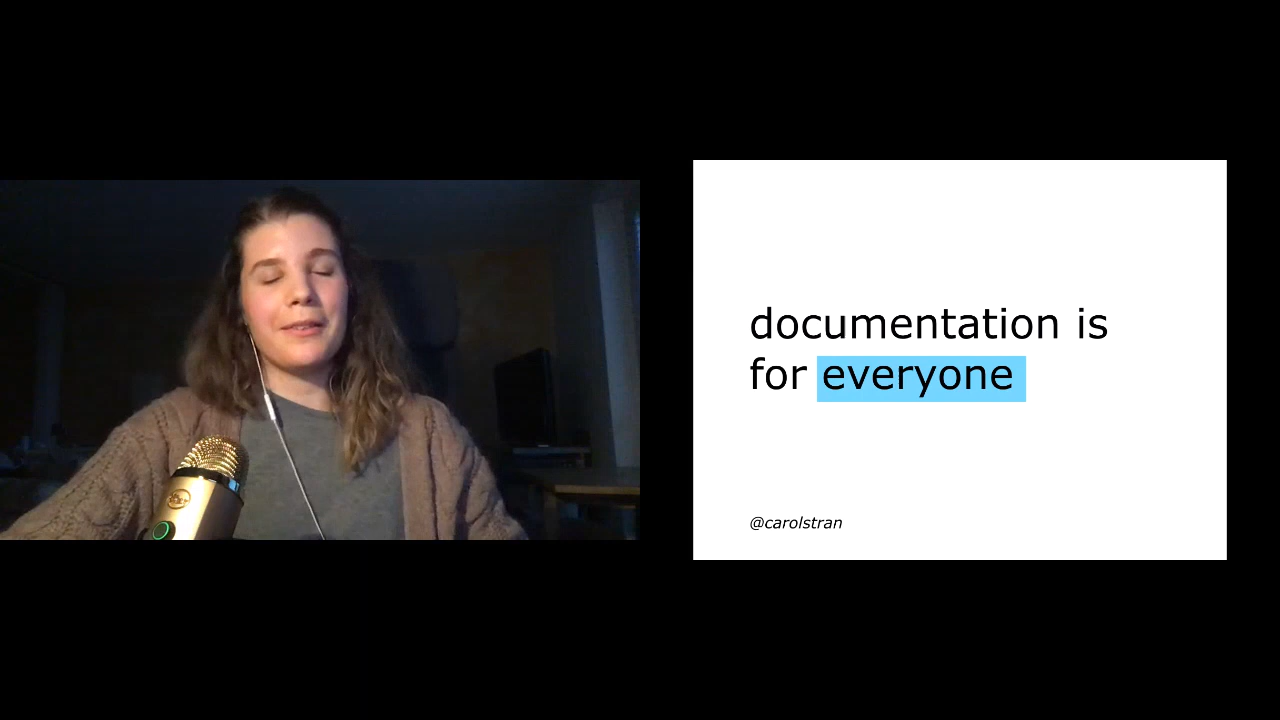 documentation is
for everyone
@carolstran